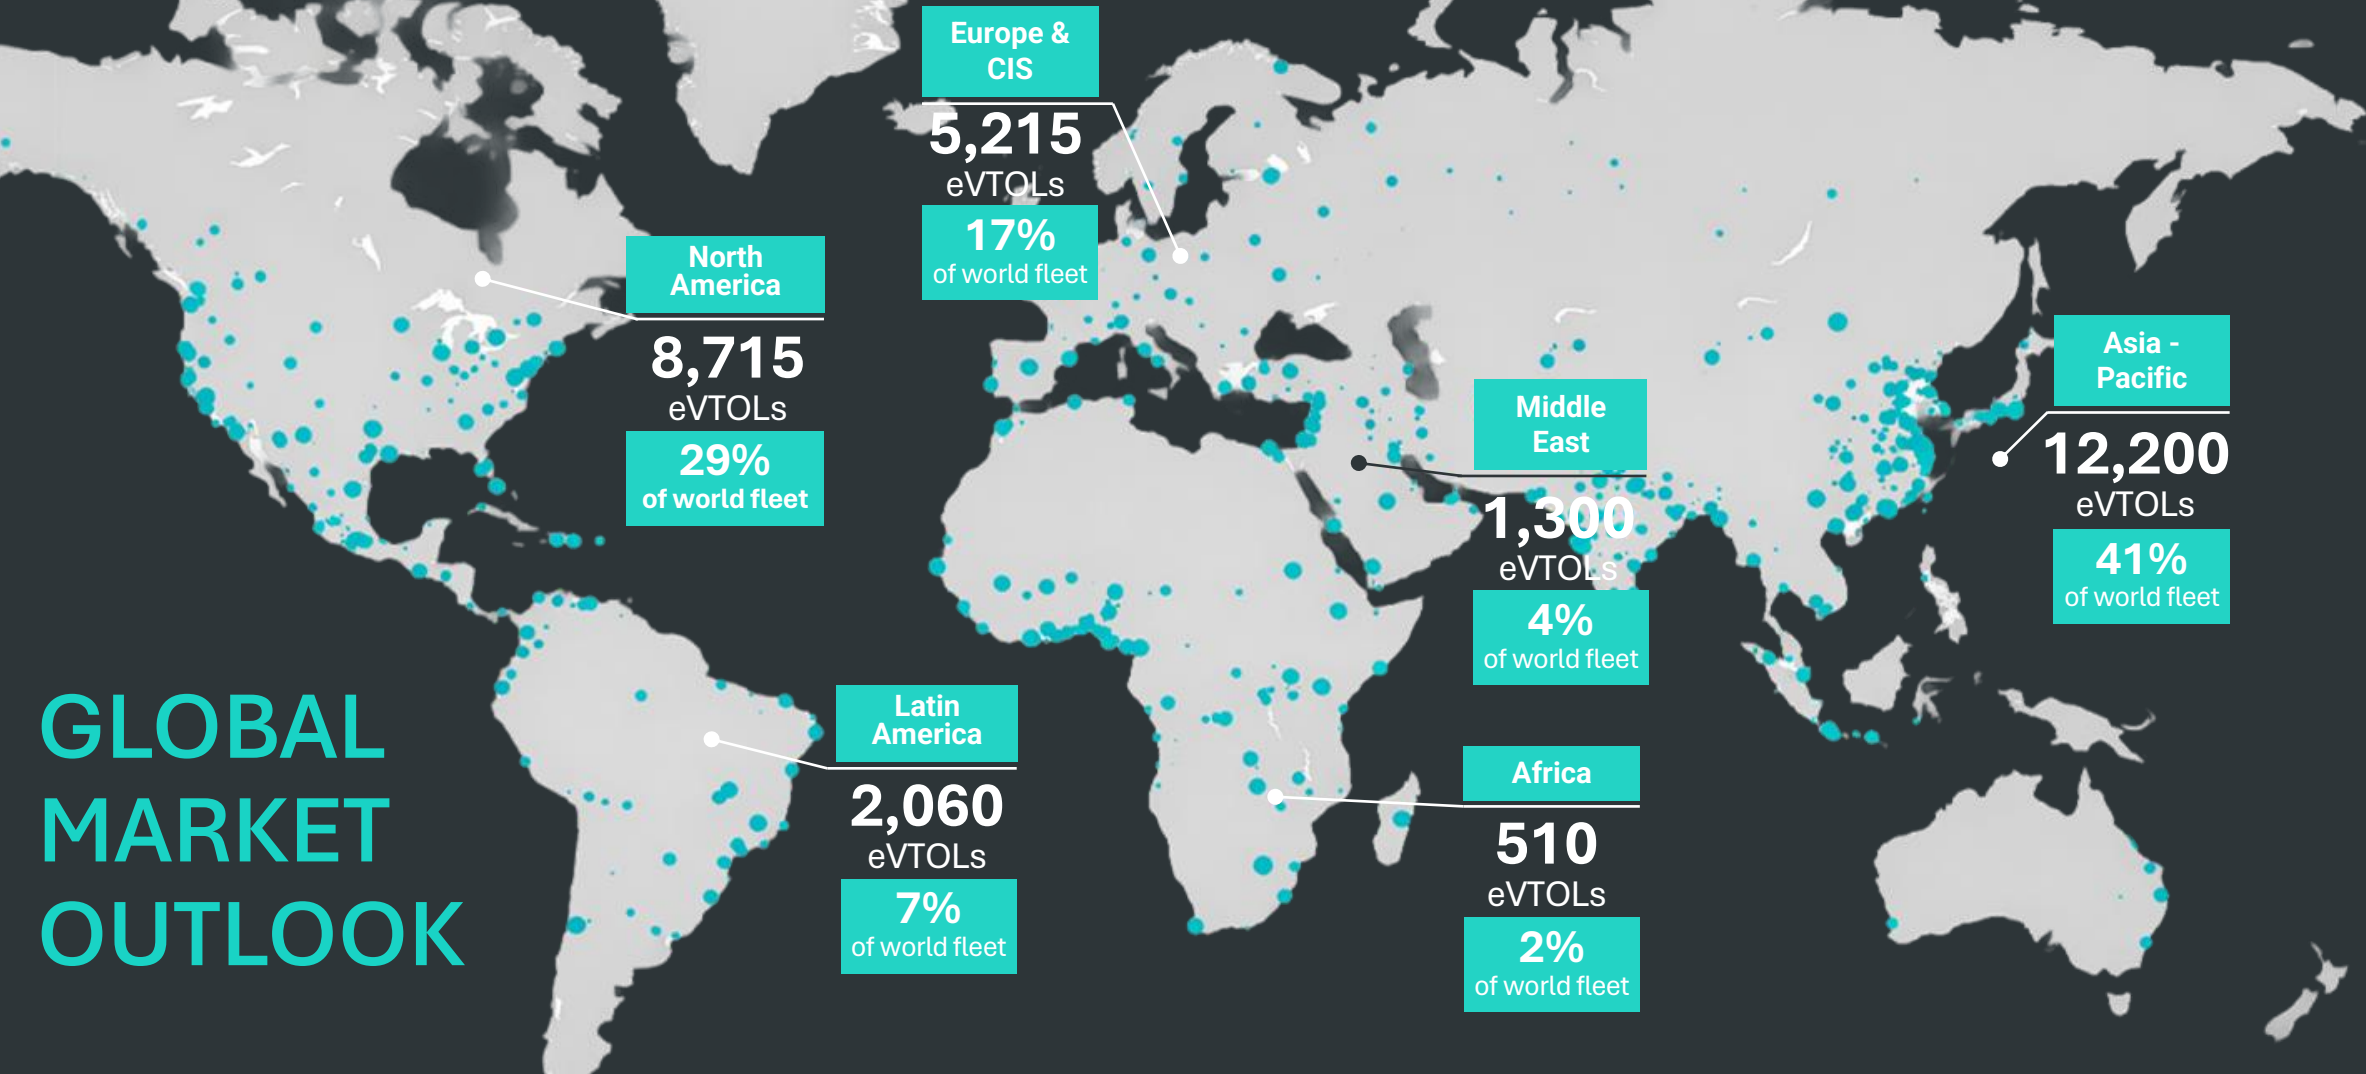 Europe &
CIS
5,215
eVTOLs
17%
of world fleet
North
America
8,715
eVTOLs
29%
of world fleet
Asia -
Pacific
12,200
eVTOLs
41%
of world fleet
Middle
East
1,300
eVTOLs
4%
of world fleet
Latin
America
2,060
eVTOLs
7%
of world fleet
Africa
510
eVTOLs
2%
of world fleet
GLOBAL
MARKET
OUTLOOK